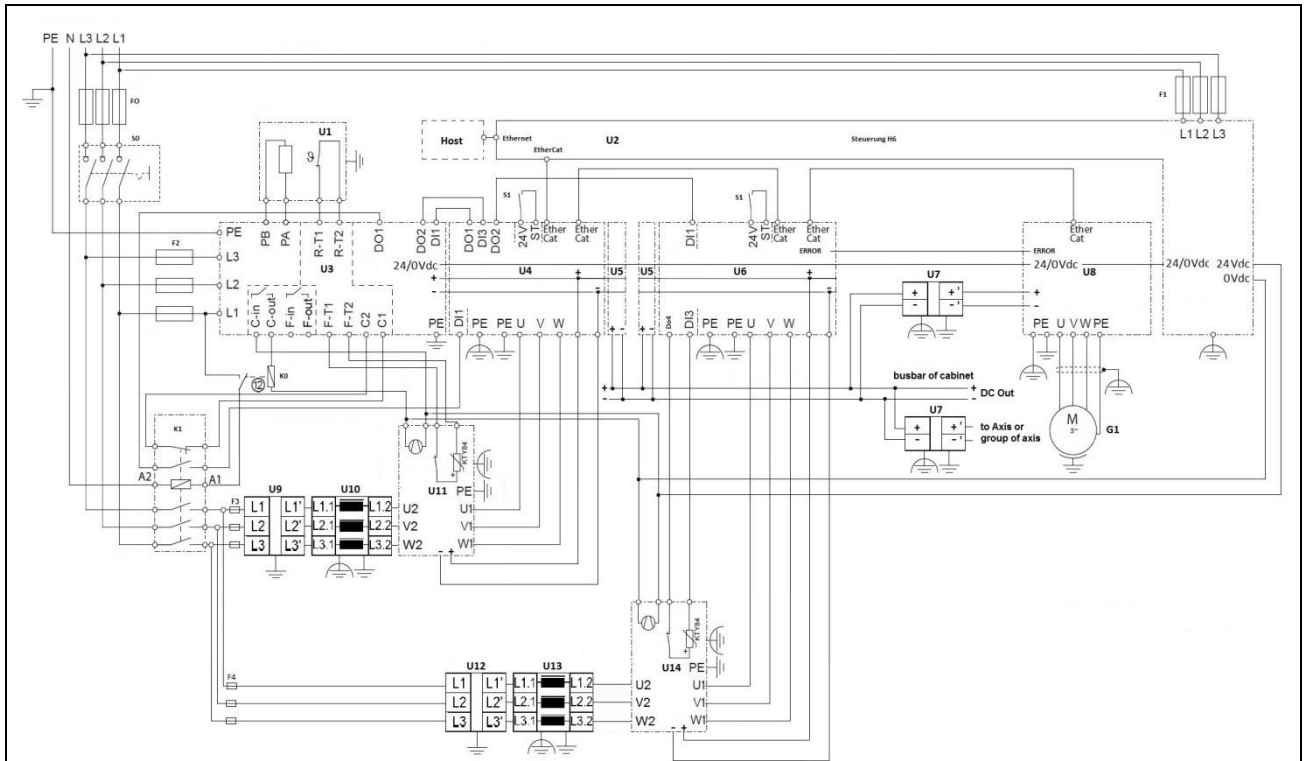 PE N L3 L2 L1
FO
F1
S0
U1
ϑ
Host
Ethernet
U2
Steuerung H6
EtherCat
L1 L2 L3
S1
S1
PE
L3
L2
L1
F2
PB
PA
R-T1
R-T2
DO1
U3
DO2
DI1
DO1
DI3
DO2
24V
ST
Ether Cat
Ether Cat
DI1
24V
ST
Ether Cat
Ether Cat
ERROR
Ether Cat
ERROR
24/0Vdc
U4
+
-
+
-
U5
U5
U6
+
-
24/0Vdc
U8
24/0Vdc
24Vdc
0Vdc
U7
+ +'
- -'
+
-
C-in
C-out
F-in
F-out
F-T1
F-T2
C2
C1
PE
DI1
PE
PE
U
V
W
+ -
+ -
Do4
DI3
PE
PE
U
V
W
PE
U
V
W
PE
12
K0
busbar of cabinet
+
-
+
-
DC Out
U7
+ +'
- -'
to Axis or
group of axis
M
3~
G1
K1
A2
A1
KTY84
+
U11
PE
U2
V2
W2
U1
V1
W1
- +
F3
U9
L1 L1'
L2 L2'
L3 L3'
U10
L1.1 L1.2
L2.1 L2.2
L3.1 L3.2
KTY84
+
U14
PE
U2
V2
W2
U1
V1
W1
- +
F4
U12
L1 L1'
L2 L2'
L3 L3'
U13
L1.1 L1.2
L2.1 L2.2
L3.1 L3.2